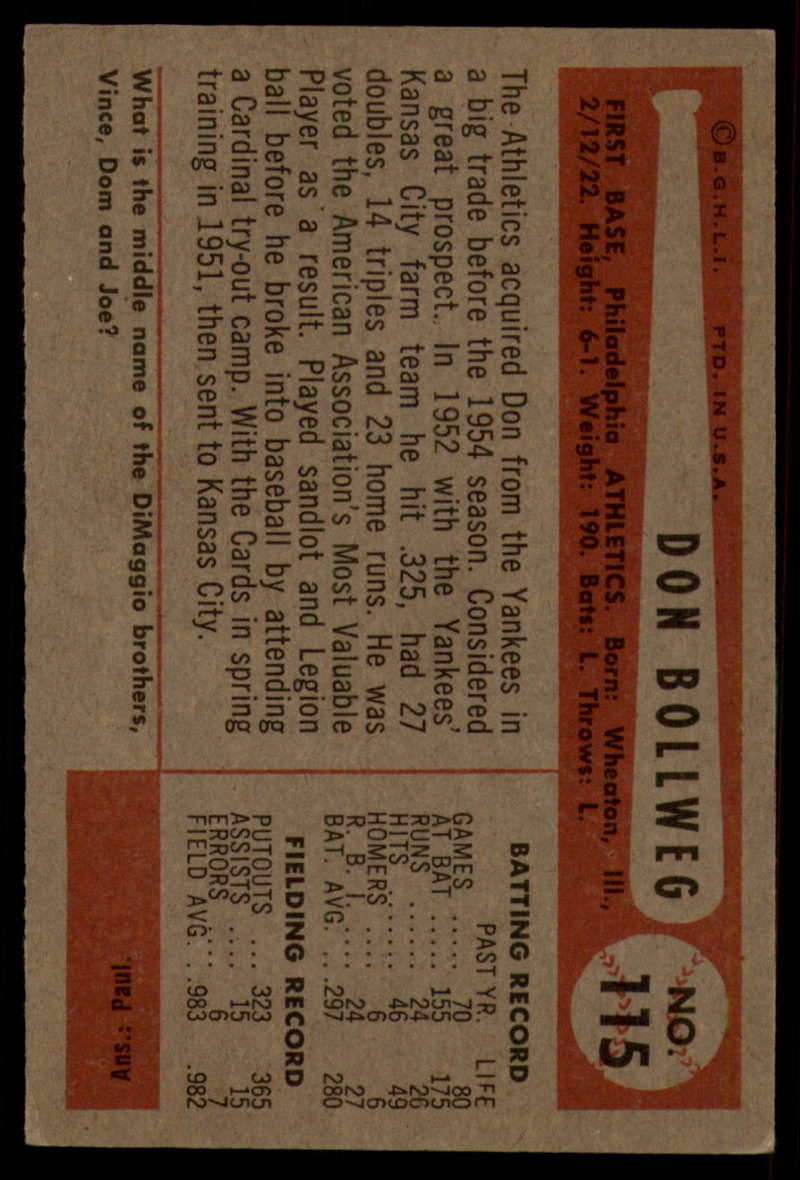 ©B.G.H.L.I. PTD. IN U.S.A.
DON BOLLWEG
NO.
115
FIRST BASE, Philadelphia ATHLETICS. Born: Wheaton, Ill.,
2/12/22. Height: 6-1. Weight: 190. Bats: L. Throws: L.
The Athletics acquired Don from the Yankees in
a big trade before the 1954 season. Considered
a great prospect. In 1952 with the Yankees'
Kansas City farm team he hit .325, had 27
doubles, 14 triples and 23 home runs. He was
voted the American Association's Most Valuable
Player as a result. Played sandlot and Legion
ball before he broke into baseball by attending
a Cardinal try-out camp. With the Cards in spring
training in 1951, then sent to Kansas City.
BATTING RECORD
PAST YR. LIFE
GAMES ..... 70 80
AT BAT ..... 155 175
RUNS ...... 24 26
HITS ...... 46 49
HOMERS .... 6 6
R. B. I. .... 24 27
BAT. AVG. .. .297 .280
FIELDING RECORD
PUTOUTS ... 323 365
ASSISTS .... 15 15
ERRORS .... 6 7
FIELD AVG. . .983 .982
What is the middle name of the DiMaggio brothers,
Vince, Dom and Joe?
Ans.: Paul.